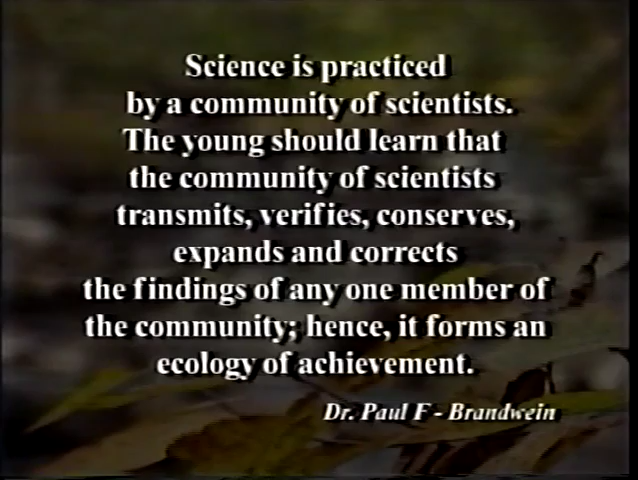 Science is practiced
by a community of scientists.
The young should learn that
the community of scientists
transmits, verifies, conserves,
expands and corrects
the findings of any one member of
the community; hence, it forms an
ecology of achievement.
Dr. Paul F - Brandwein